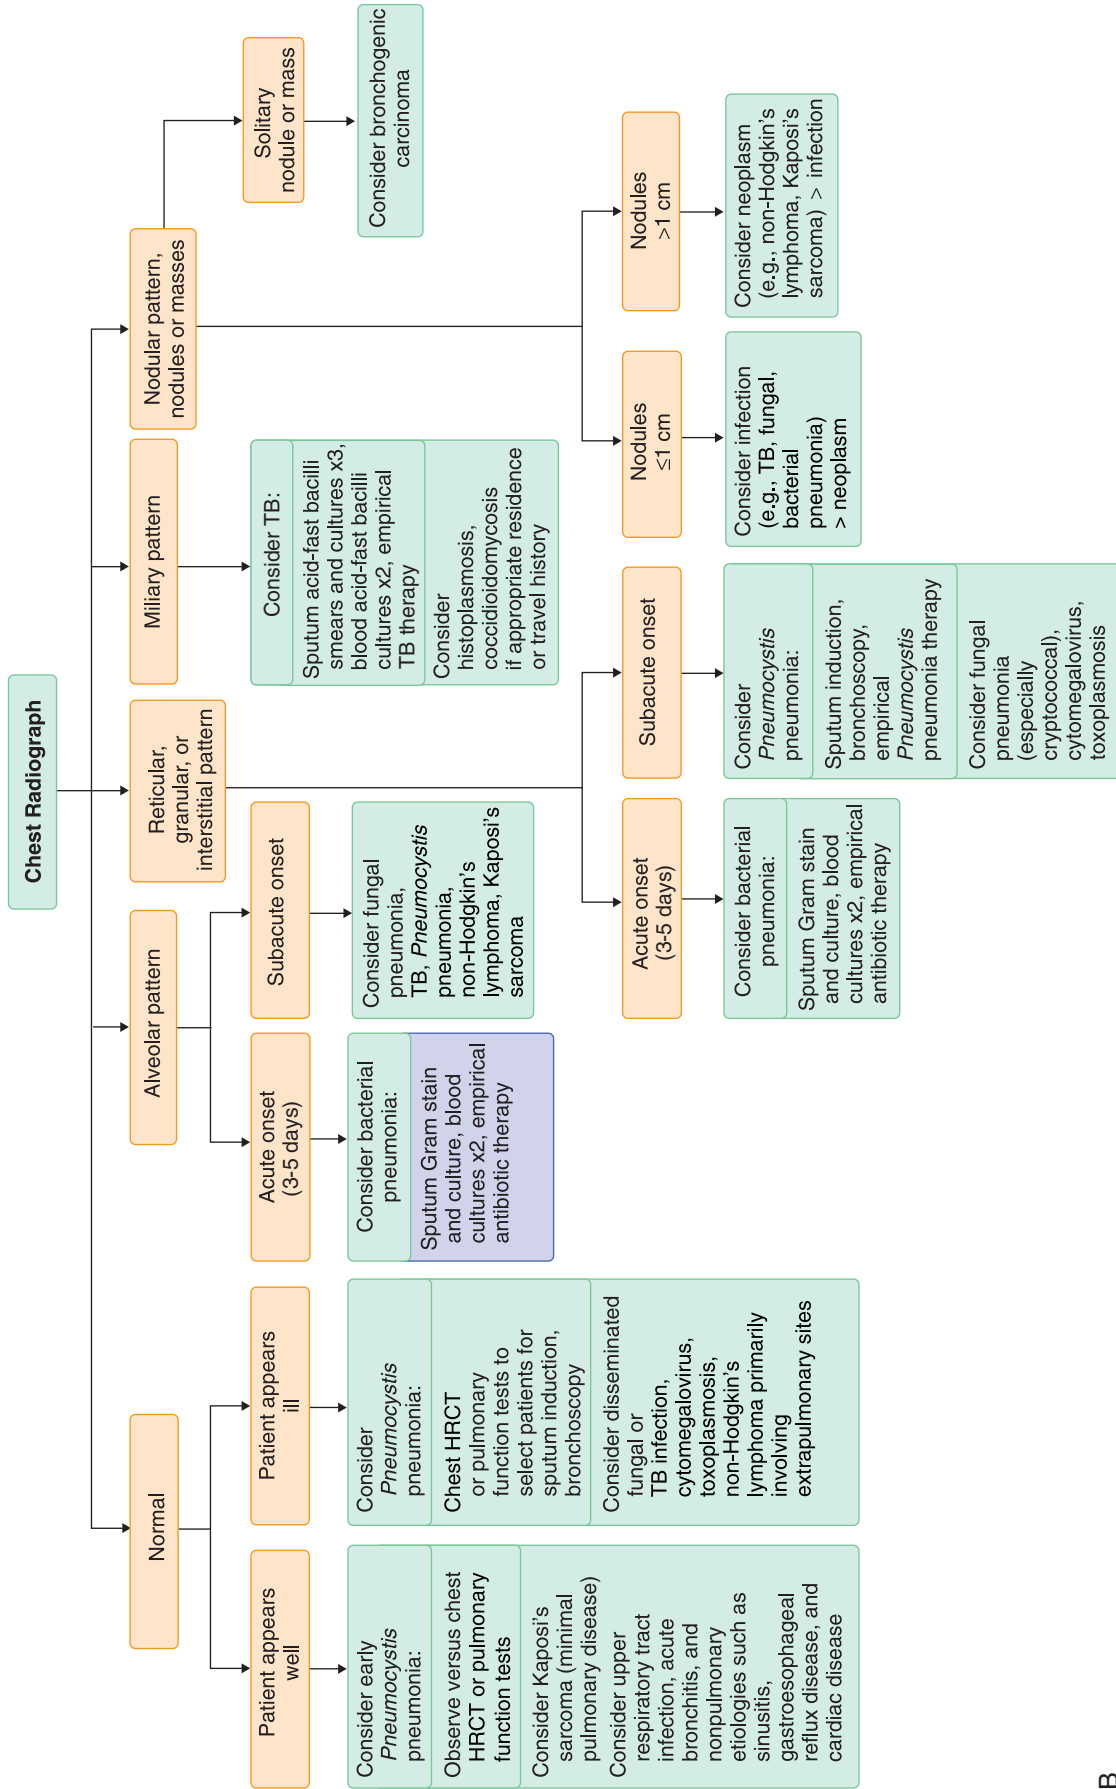 Chest Radiograph
Normal
Patient appears
well
Consider early
Pneumocystis
pneumonia:
Observe versus chest
HRCT or pulmonary
function tests
Consider Kaposi's
sarcoma (minimal
pulmonary disease)
Consider upper
respiratory tract
infection, acute
bronchitis, and
nonpulmonary
etiologies such as
sinusitis,
gastroesophageal
reflux disease, and
cardiac disease
Patient appears
ill
Consider
Pneumocystis
pneumonia:
Chest HRCT
or pulmonary
function tests to
select patients for
sputum induction,
bronchoscopy
Consider disseminated
fungal or
TB infection,
cytomegalovirus,
toxoplasmosis,
non-Hodgkin's
lymphoma primarily
involving
extrapulmonary sites
Alveolar pattern
Acute onset
(3-5 days)
Consider bacterial
pneumonia:
Sputum Gram stain
and culture, blood
cultures x2, empirical
antibiotic therapy
Subacute onset
Consider fungal
pneumonia,
TB, Pneumocystis
pneumonia,
non-Hodgkin's
lymphoma, Kaposi's
sarcoma
Reticular,
granular, or
interstitial pattern
Acute onset
(3-5 days)
Consider bacterial
pneumonia:
Sputum Gram stain
and culture, blood
cultures x2, empirical
antibiotic therapy
Subacute onset
Consider
Pneumocystis
pneumonia:
Sputum induction,
bronchoscopy,
empirical
Pneumocystis
pneumonia therapy
Consider fungal
pneumonia
(especially
cryptococcal),
cytomegalovirus,
toxoplasmosis
Miliary pattern
Consider TB:
Sputum acid-fast bacilli
smears and cultures x3,
blood acid-fast bacilli
cultures x2, empirical
TB therapy
Consider
histoplasmosis,
coccidioidomycosis
if appropriate residence
or travel history
Nodular pattern,
nodules or masses
Nodules
≤1 cm
Consider infection
(e.g., TB, fungal,
bacterial
pneumonia)
> neoplasm
Nodules
>1 cm
Consider neoplasm
(e.g., non-Hodgkin's
lymphoma, Kaposi's
sarcoma) > infection
Solitary
nodule or mass
Consider bronchogenic
carcinoma
B